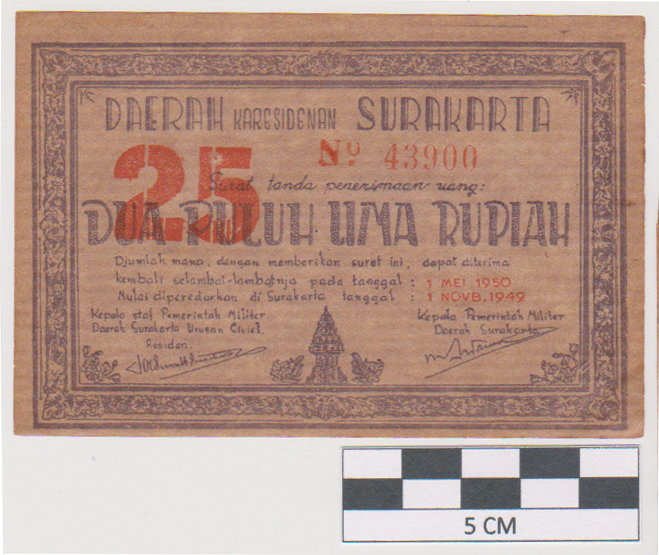 DAERAH KARESIDENAN SURAKARTA
25
No 43900
Surat tanda penerimaan uang:
DUA PULUH LIMA RUPIAH
Djumlah mana, dengan memberikan surat ini, dapat diterima
kembali selambat-lambatnja pada tanggal : 1 MEI 1950
Mulai diperedarkan di Surakarta tanggal : 1 NOVB. 1949
Kepala staf Pemerintah Militer
Daerah Surakarta Urusan Civiel.
Residen.
Kepala Pemerintah Militer
Daerah Surakarta
5 CM